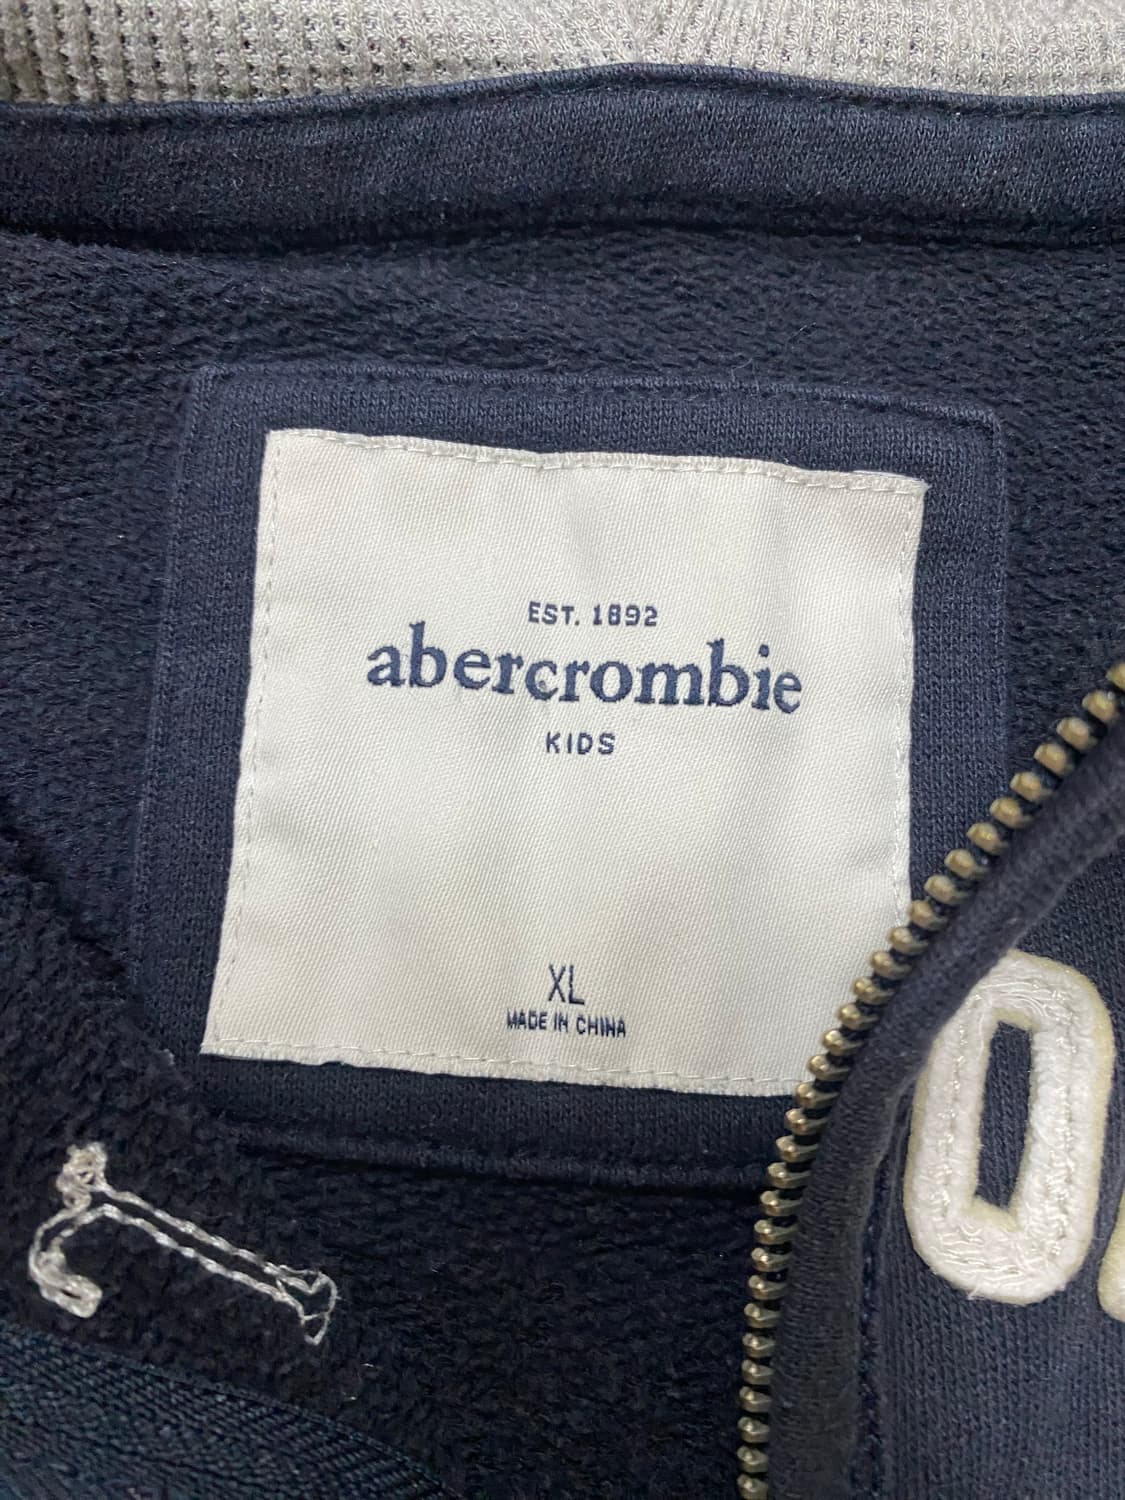 EST. 1892
abercrombie
KIDS
XL
MADE IN CHINA